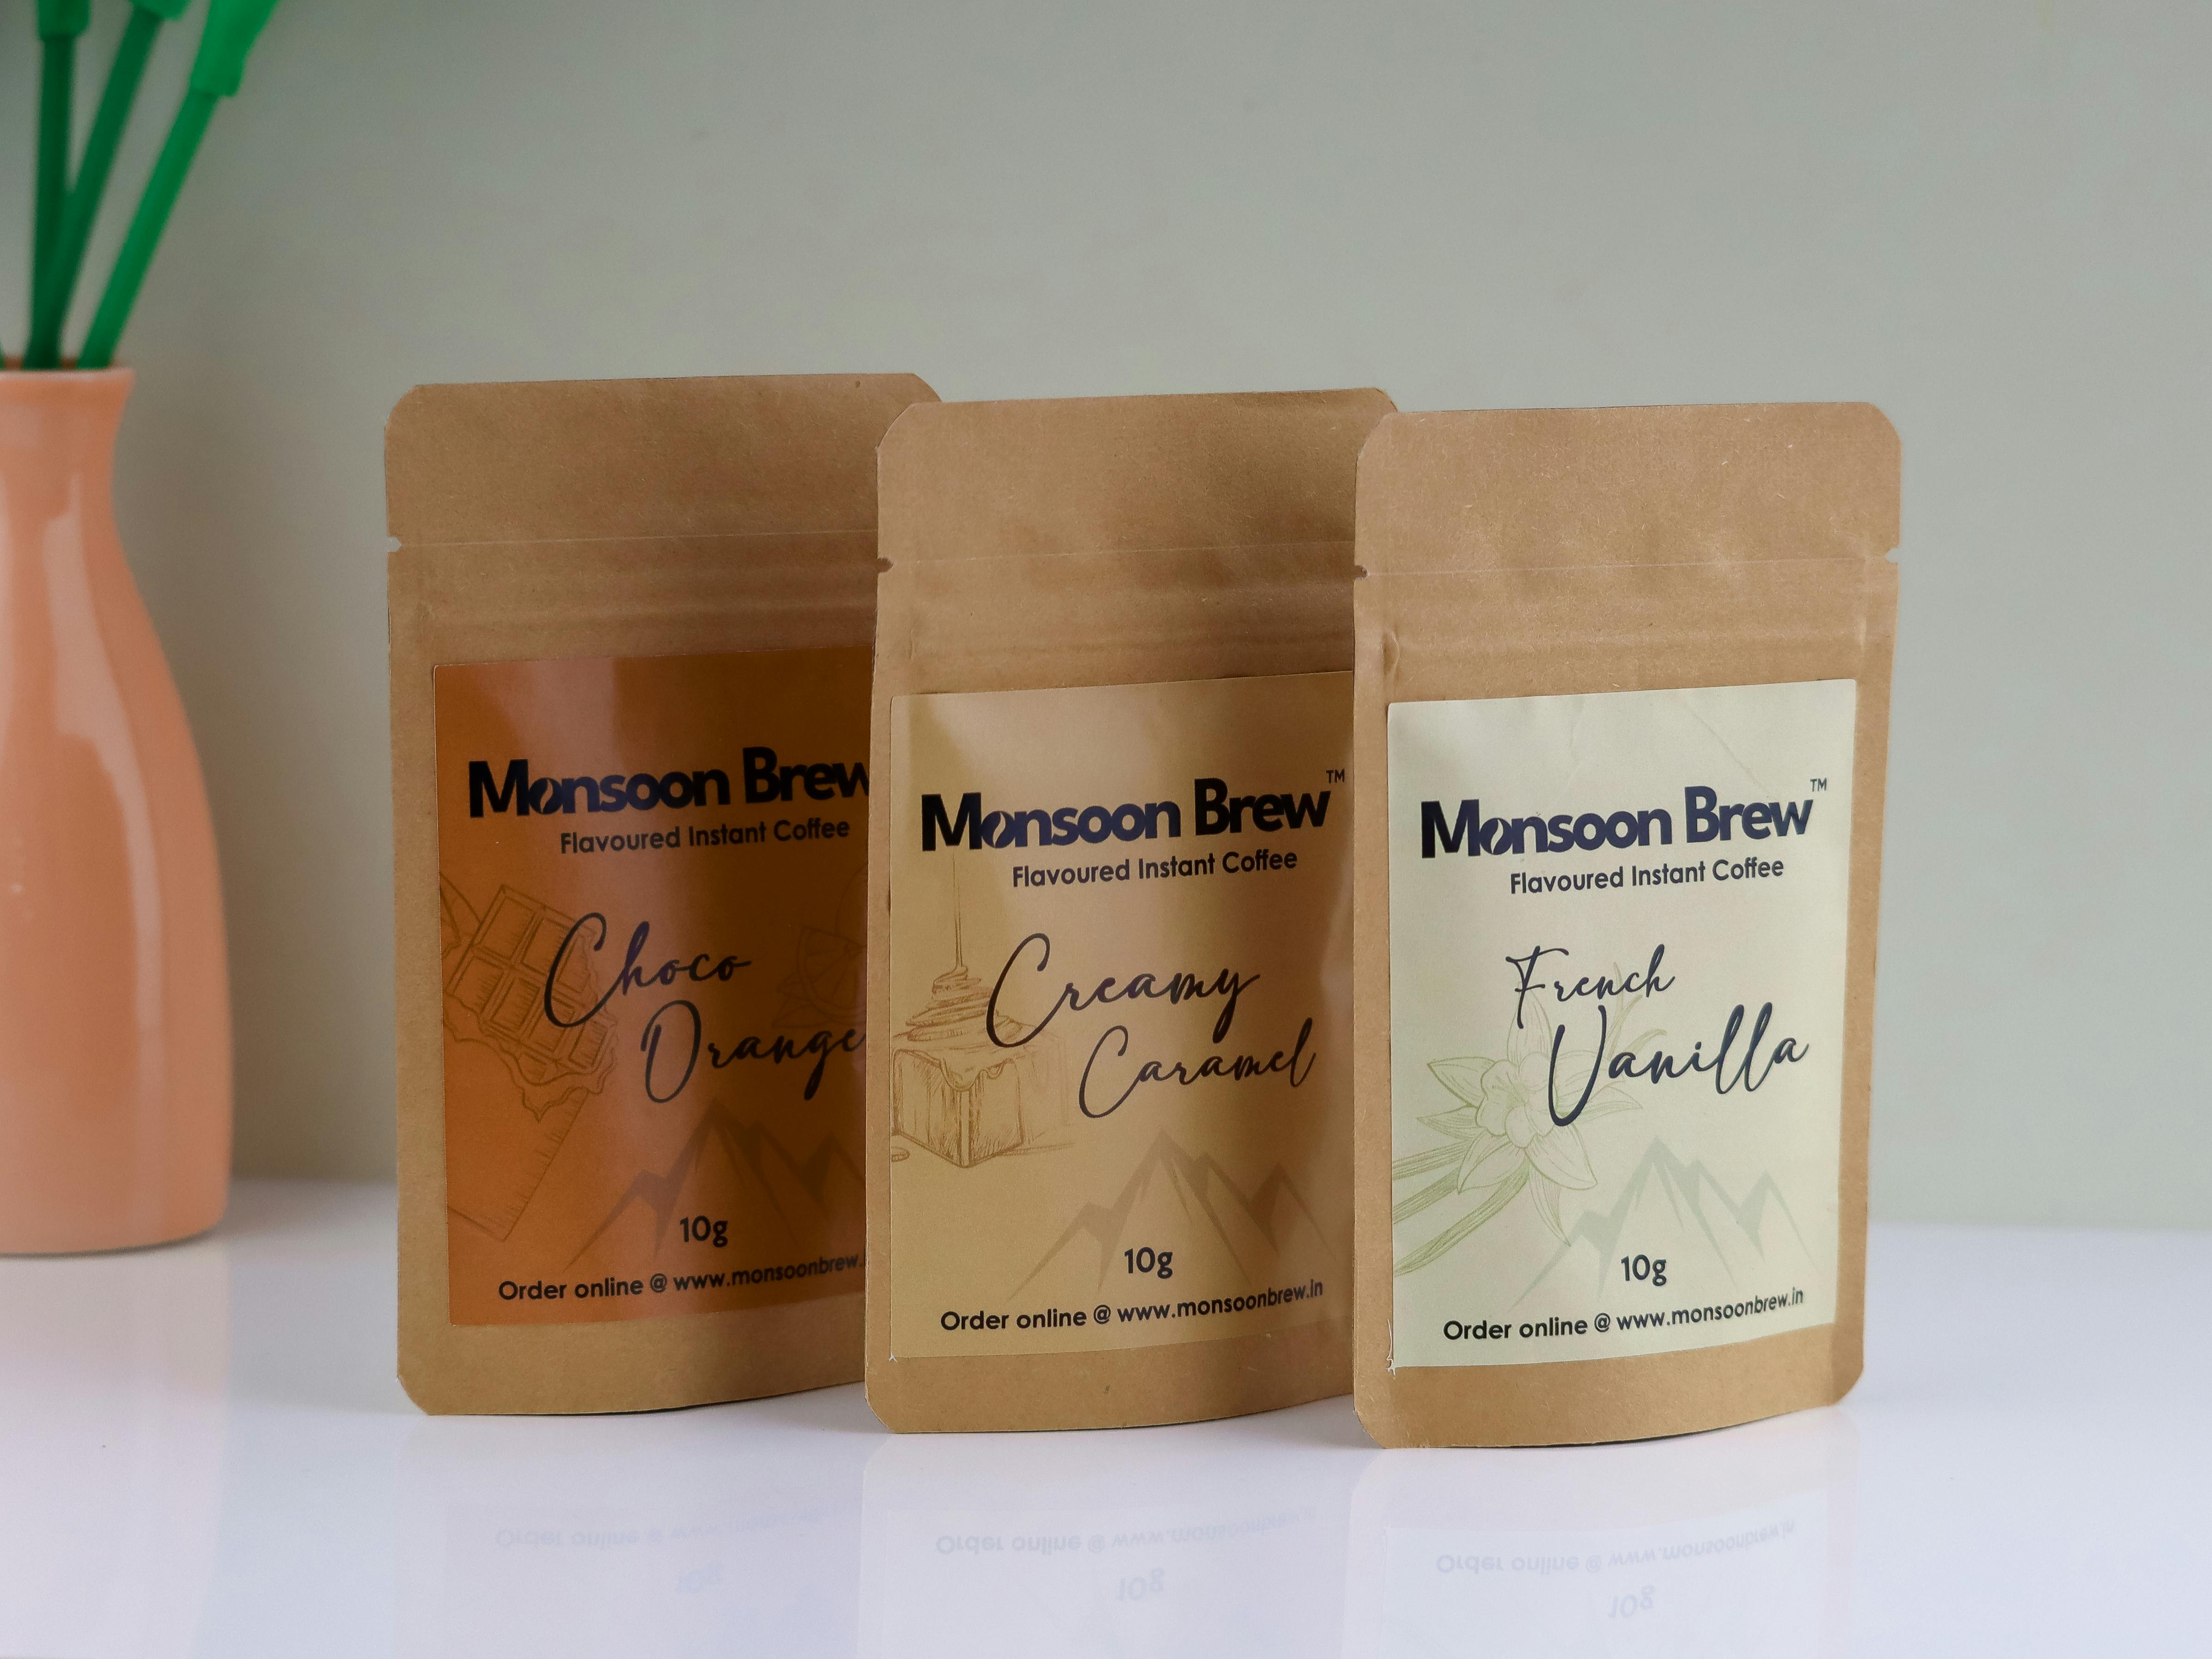 Monsoon Brew
Flavoured Instant Coffee
Choco
Orange
10g
Order online @ www.monsoonbrew.
Monsoon Brew™
Flavoured Instant Coffee
Creamy
Caramel
10g
Order online @ www.monsoonbrew.in
Monsoon Brew™
Flavoured Instant Coffee
French
Vanilla
10g
Order online @ www.monsoonbrew.in